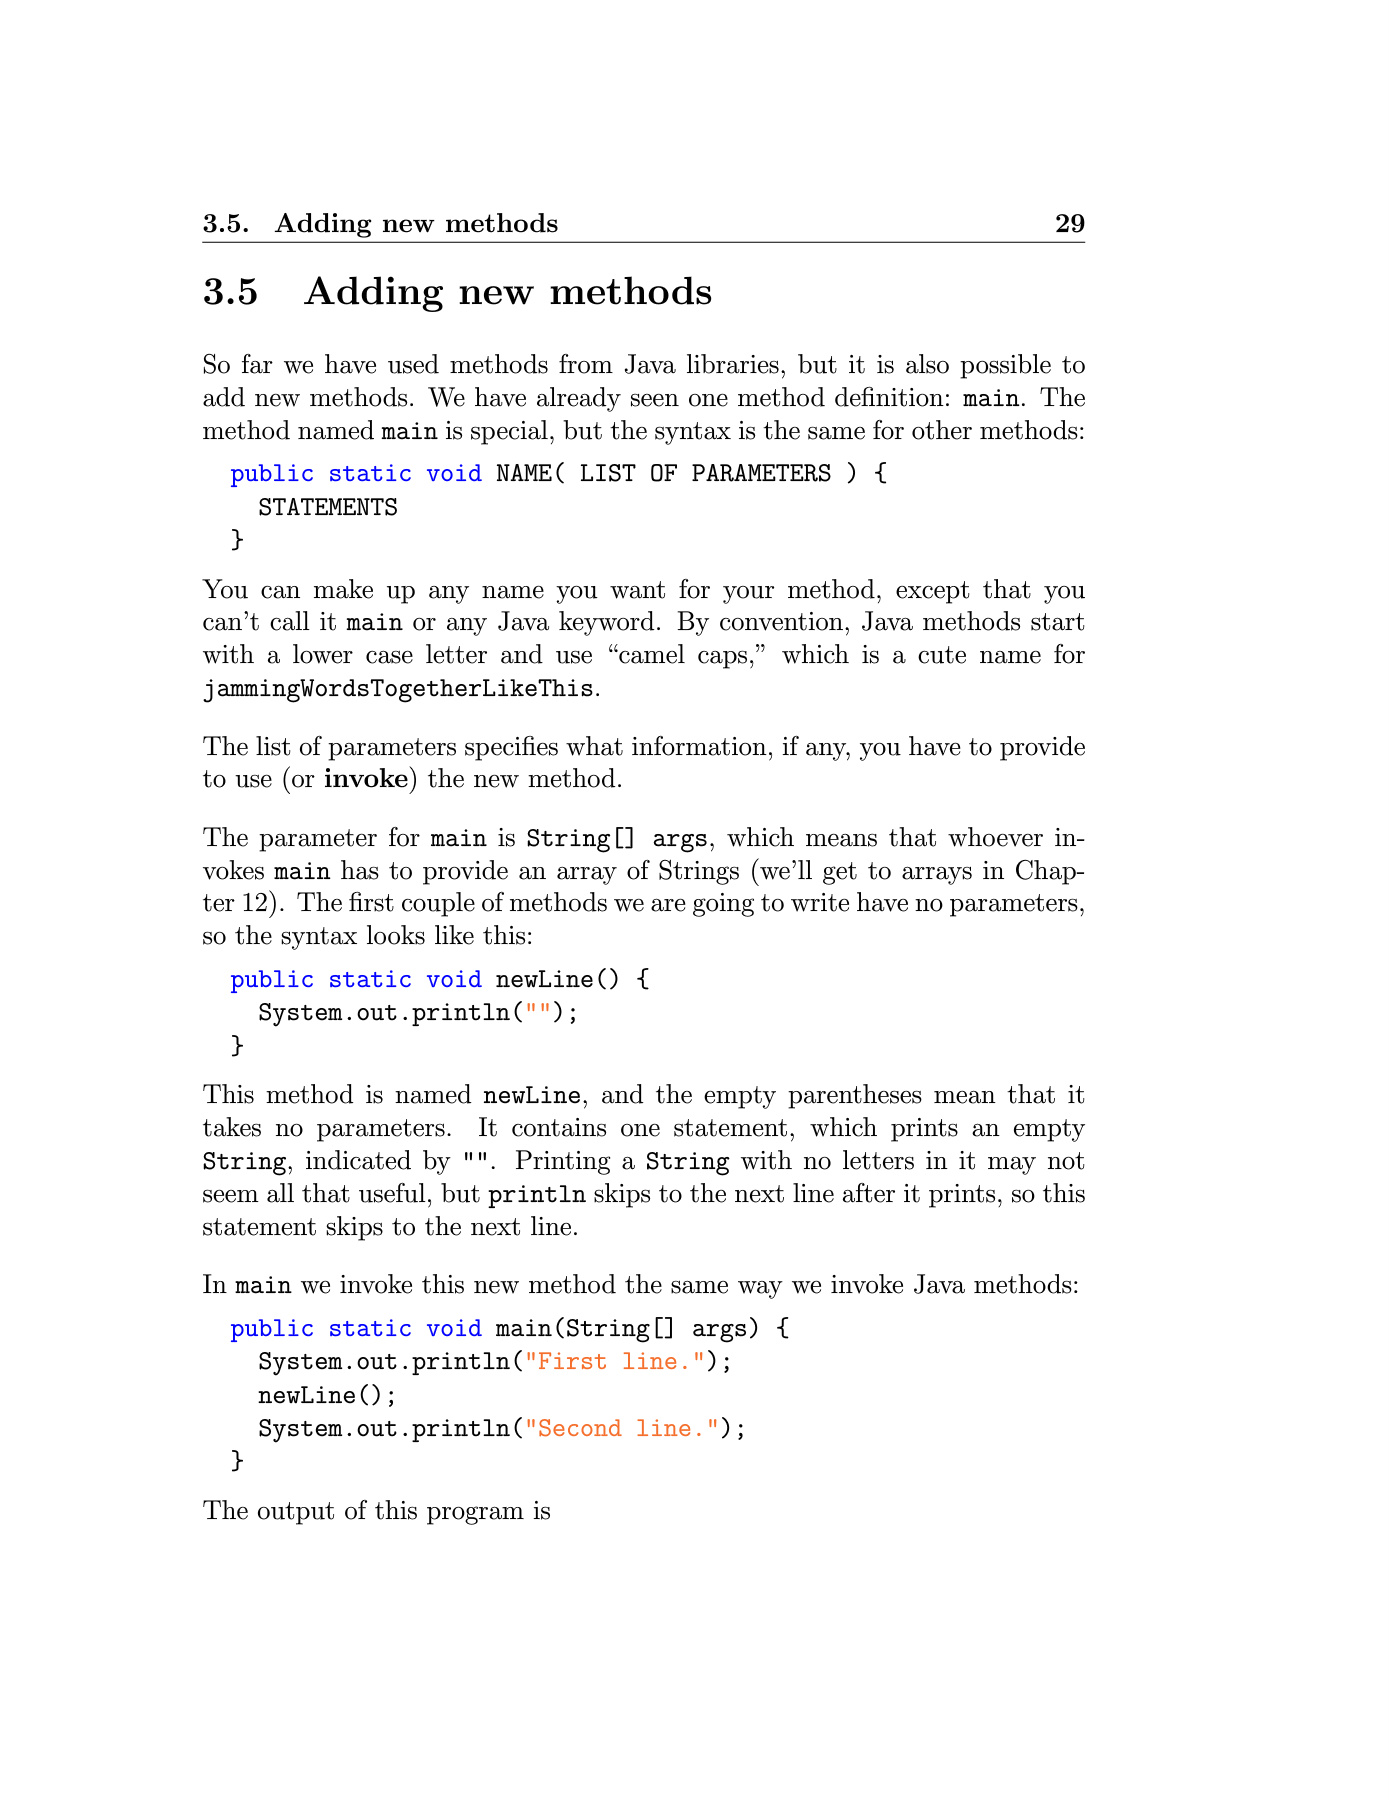 3.5. Adding new methods 29
3.5 Adding new methods
So far we have used methods from Java libraries, but it is also possible to
add new methods. We have already seen one method definition: main. The
method named main is special, but the syntax is the same for other methods:
public static void NAME( LIST OF PARAMETERS ) {
STATEMENTS
}
You can make up any name you want for your method, except that you
can’t call it main or any Java keyword. By convention, Java methods start
with a lower case letter and use “camel caps,” which is a cute name for
jammingWordsTogetherLikeThis.
The list of parameters specifies what information, if any, you have to provide
to use (or invoke) the new method.
The parameter for main is String[] args, which means that whoever in-
vokes main has to provide an array of Strings (we’ll get to arrays in Chap-
ter 12). The first couple of methods we are going to write have no parameters,
so the syntax looks like this:
public static void newLine() {
System.out.println("");
}
This method is named newLine, and the empty parentheses mean that it
takes no parameters. It contains one statement, which prints an empty
String, indicated by "". Printing a String with no letters in it may not
seem all that useful, but println skips to the next line after it prints, so this
statement skips to the next line.
In main we invoke this new method the same way we invoke Java methods:
public static void main(String[] args) {
System.out.println("First line.");
newLine();
System.out.println("Second line.");
}
The output of this program is